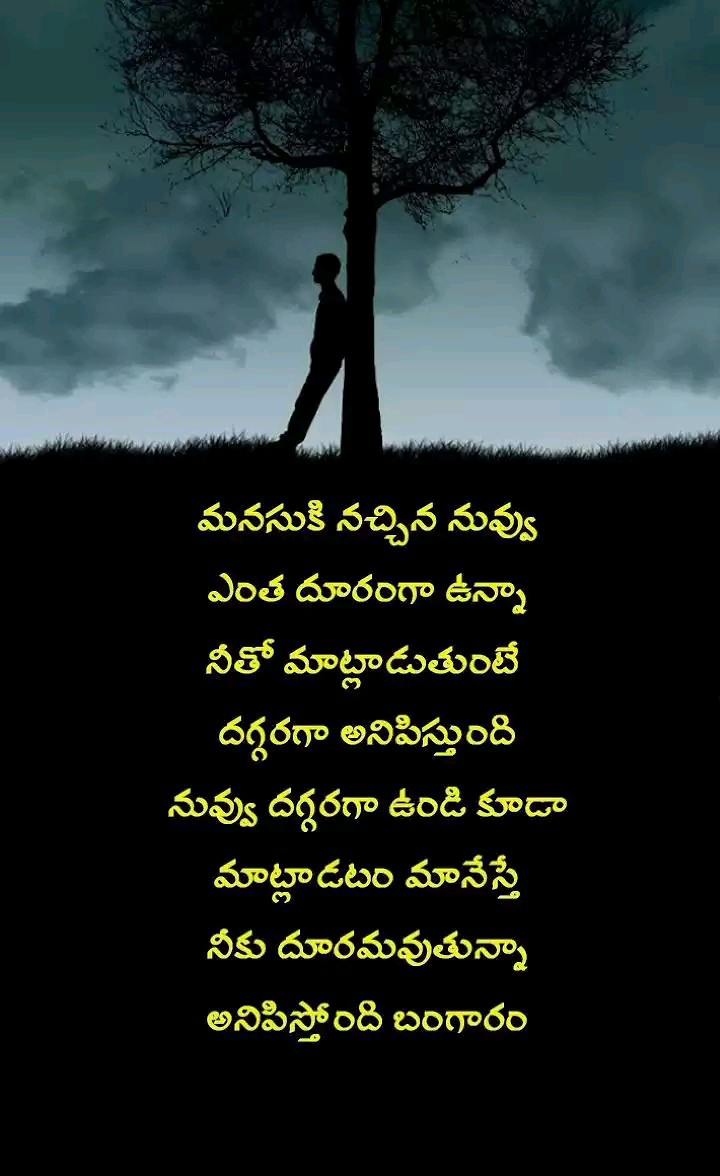 మనసుకి నచ్చిన నువ్వు
ఎంత దూరంగా ఉన్నా
నీతో మాట్లాడుతుంటే
దగ్గరగా అనిపిస్తుంది
నువ్వు దగ్గరగా ఉండి కూడా
మాట్లాడటం మానేస్తే
నీకు దూరమవుతున్నా
అనిపిస్తోంది బంగారం